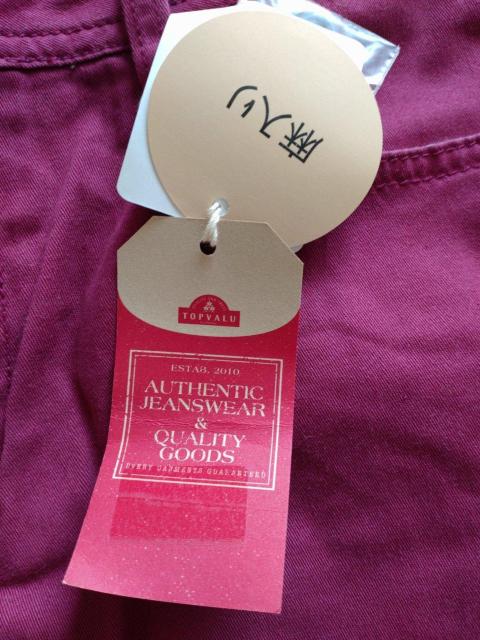 麻入り
TOPVALU
ESTAB. 2010
AUTHENTIC
JEANSWEAR
&
QUALITY
GOODS
EVERY GARMENTS GUARANTEED